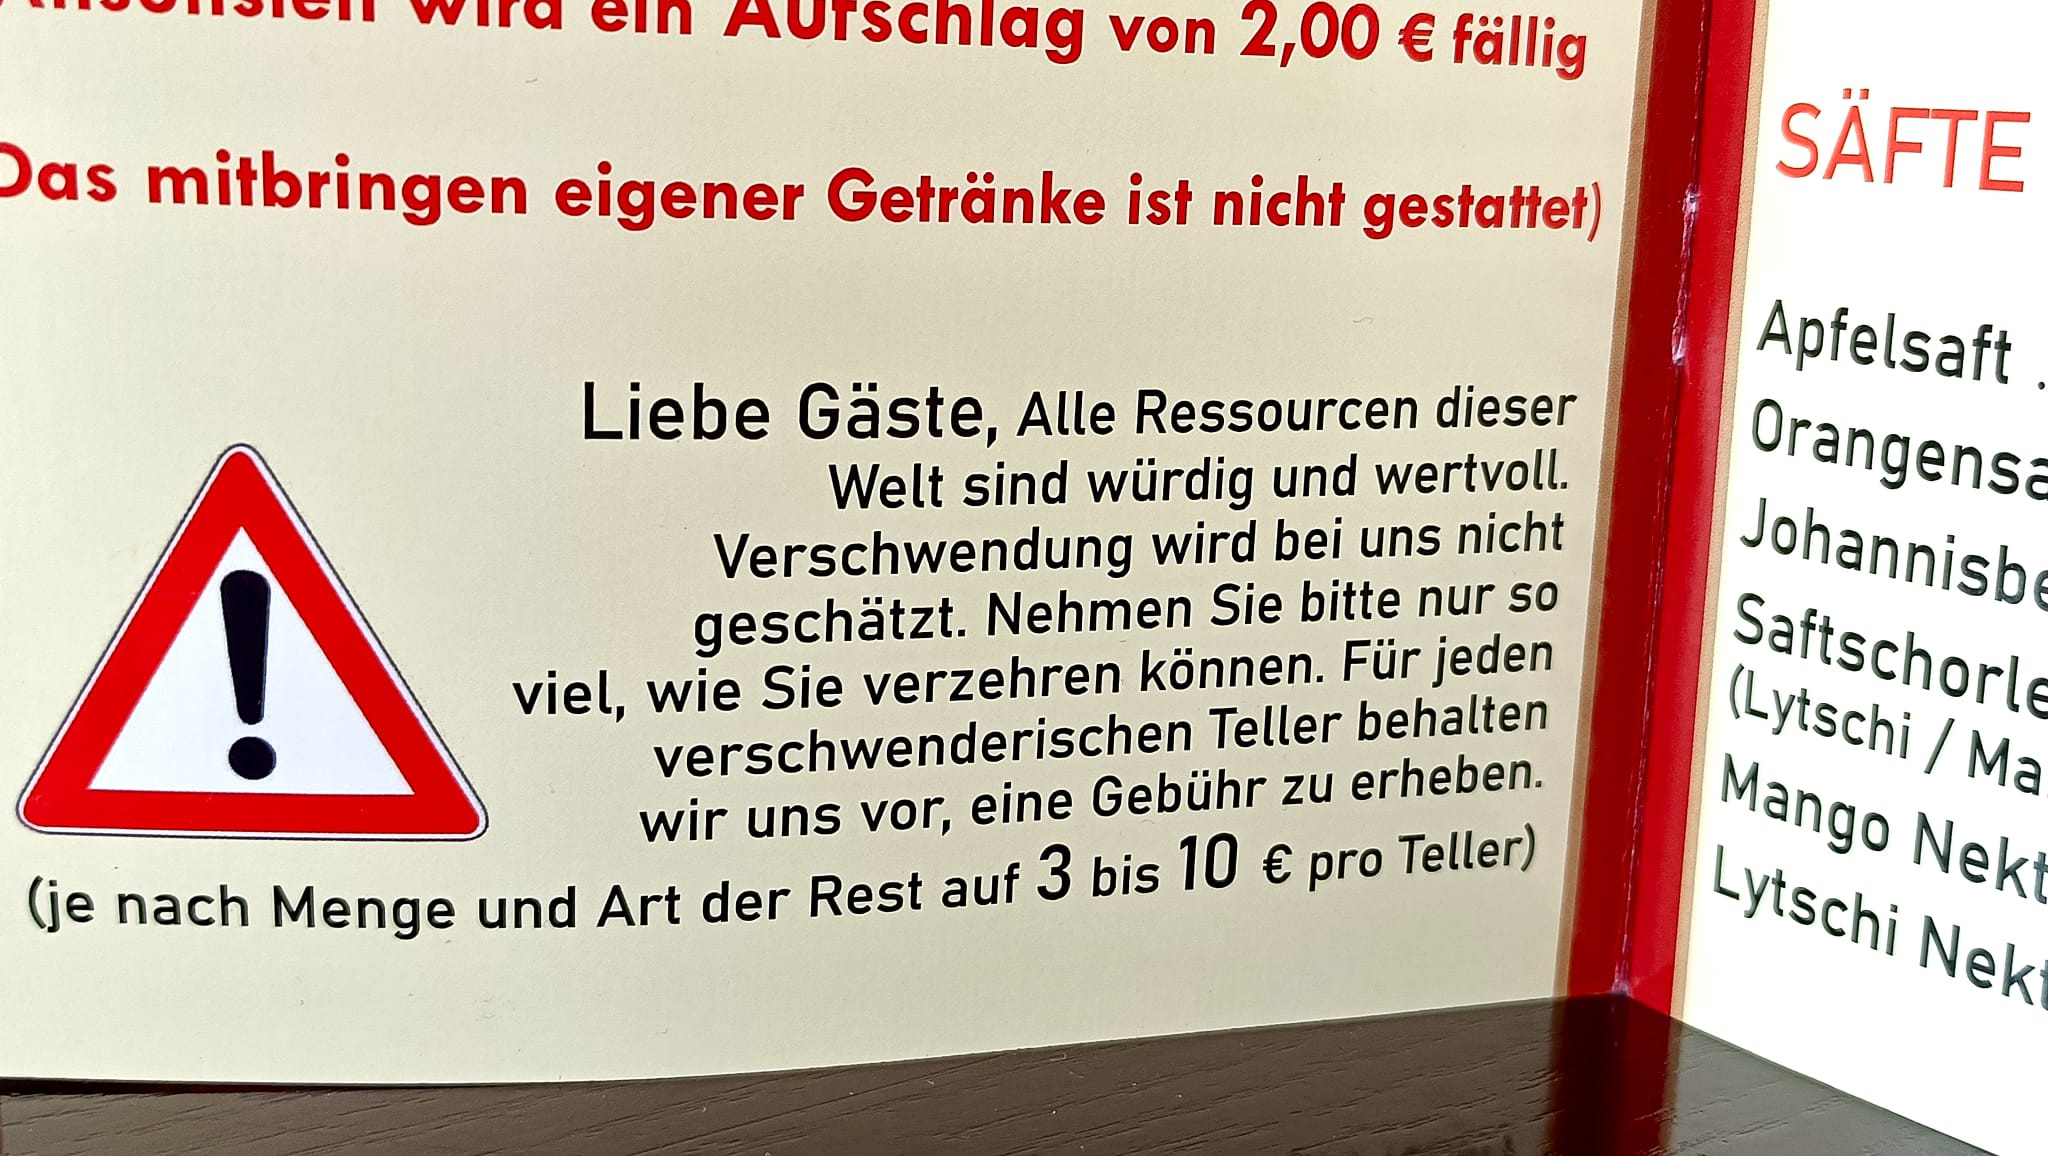 wird ein Aufschlag von 2,00 € fällig
Das mitbringen eigener Getränke ist nicht gestattet)
Liebe Gäste, Alle Ressourcen dieser
Welt sind würdig und wertvoll.
Verschwendung wird bei uns nicht
geschätzt. Nehmen Sie bitte nur so
viel, wie Sie verzehren können. Für jeden
verschwenderischen Teller behalten
wir uns vor, eine Gebühr zu erheben.
(je nach Menge und Art der Rest auf 3 bis 10 € pro Teller)
SÄFTE
Apfelsaft .
Orangensa
Johannisbe
Saftschorle
(Lytschi / Ma
Mango Nekt
Lytschi Nekt